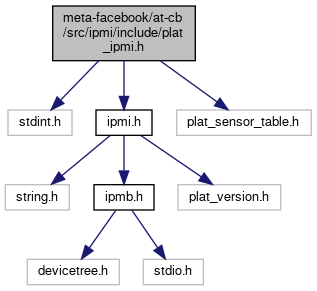 meta-facebook/at-cb
/src/ipmi/include/plat
_ipmi.h
stdint.h
ipmi.h
plat_sensor_table.h
string.h
ipmb.h
plat_version.h
devicetree.h
stdio.h